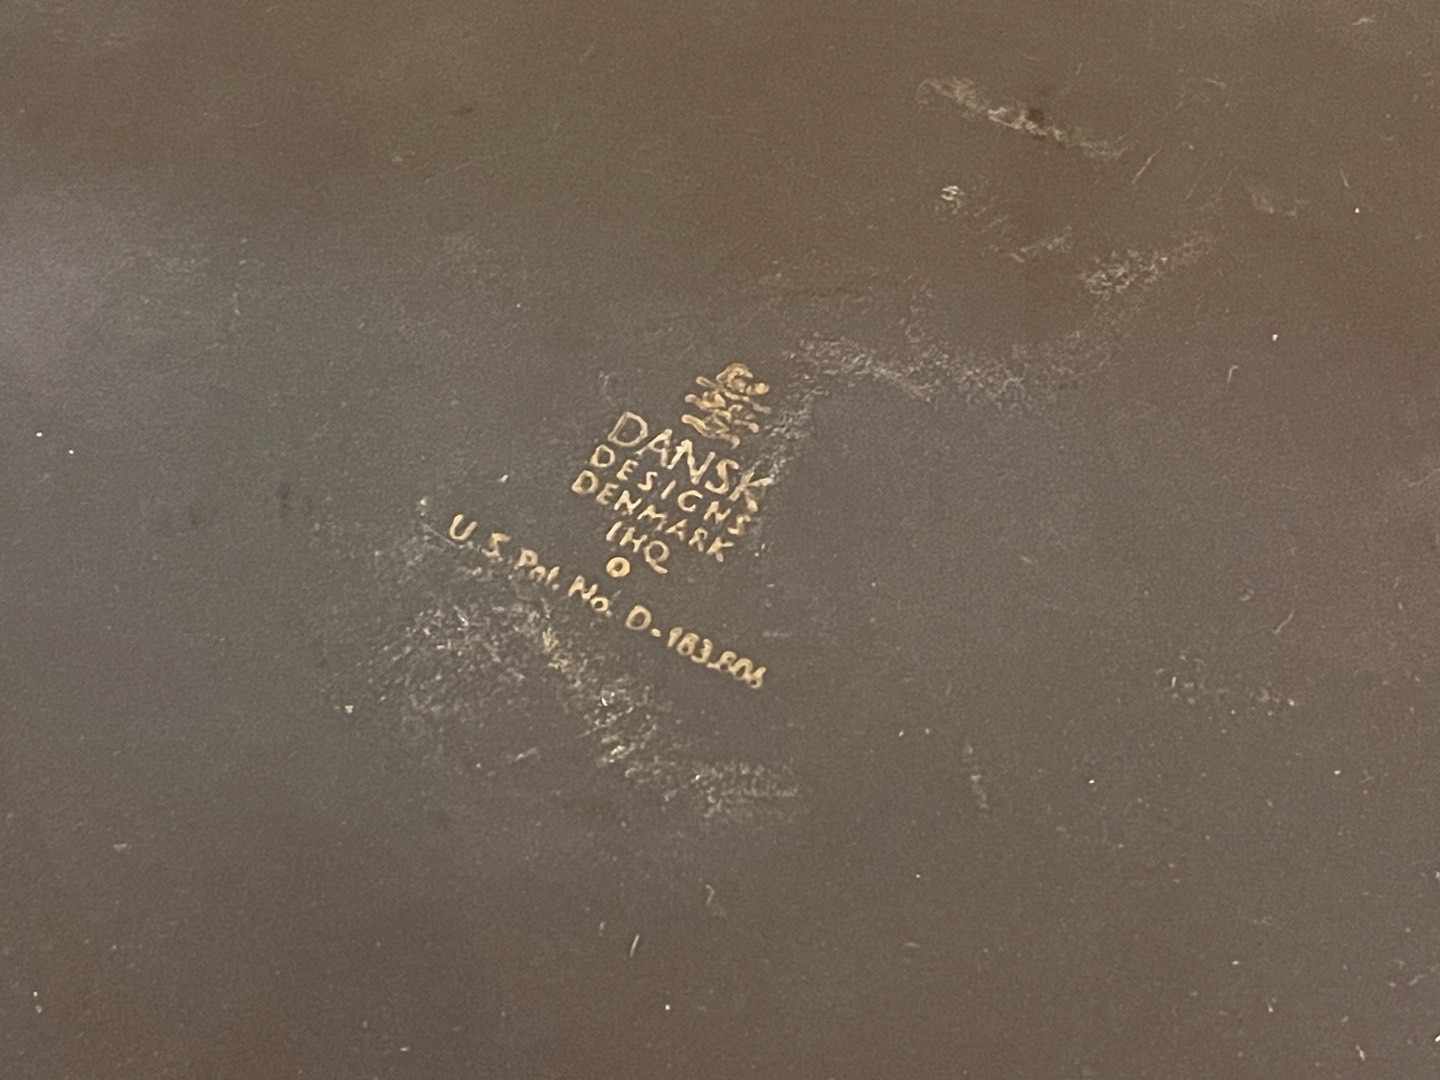 DANSK
DESIGNS
DENMARK
IHQ
U.S. Pat. No. D-183,806